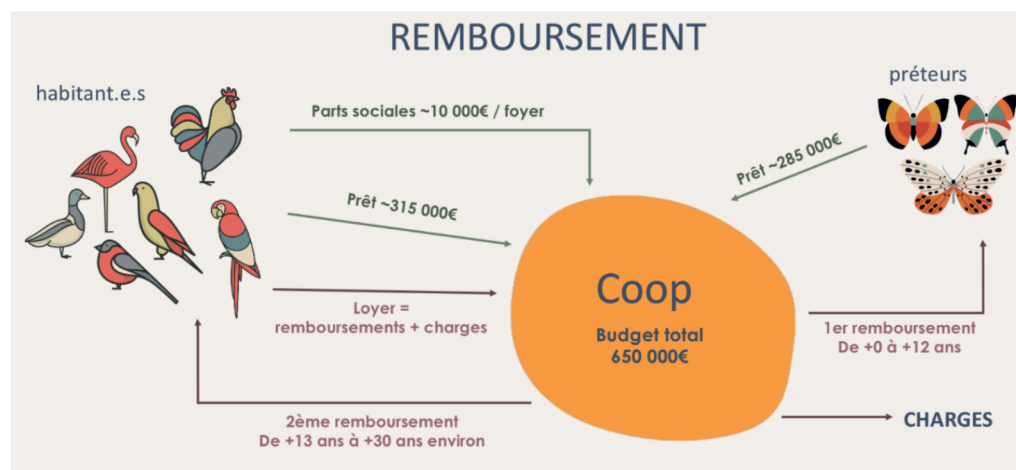 REMBOURSEMENT
habitant.e.s
préteurs
Parts sociales ~10 000€ / foyer
Prêt ~285 000€
Prêt ~315 000€
Coop
Budget total
650 000€
Loyer =
remboursements + charges
1er remboursement
De +0 à +12 ans
2ème remboursement
De +13 ans à +30 ans environ
CHARGES